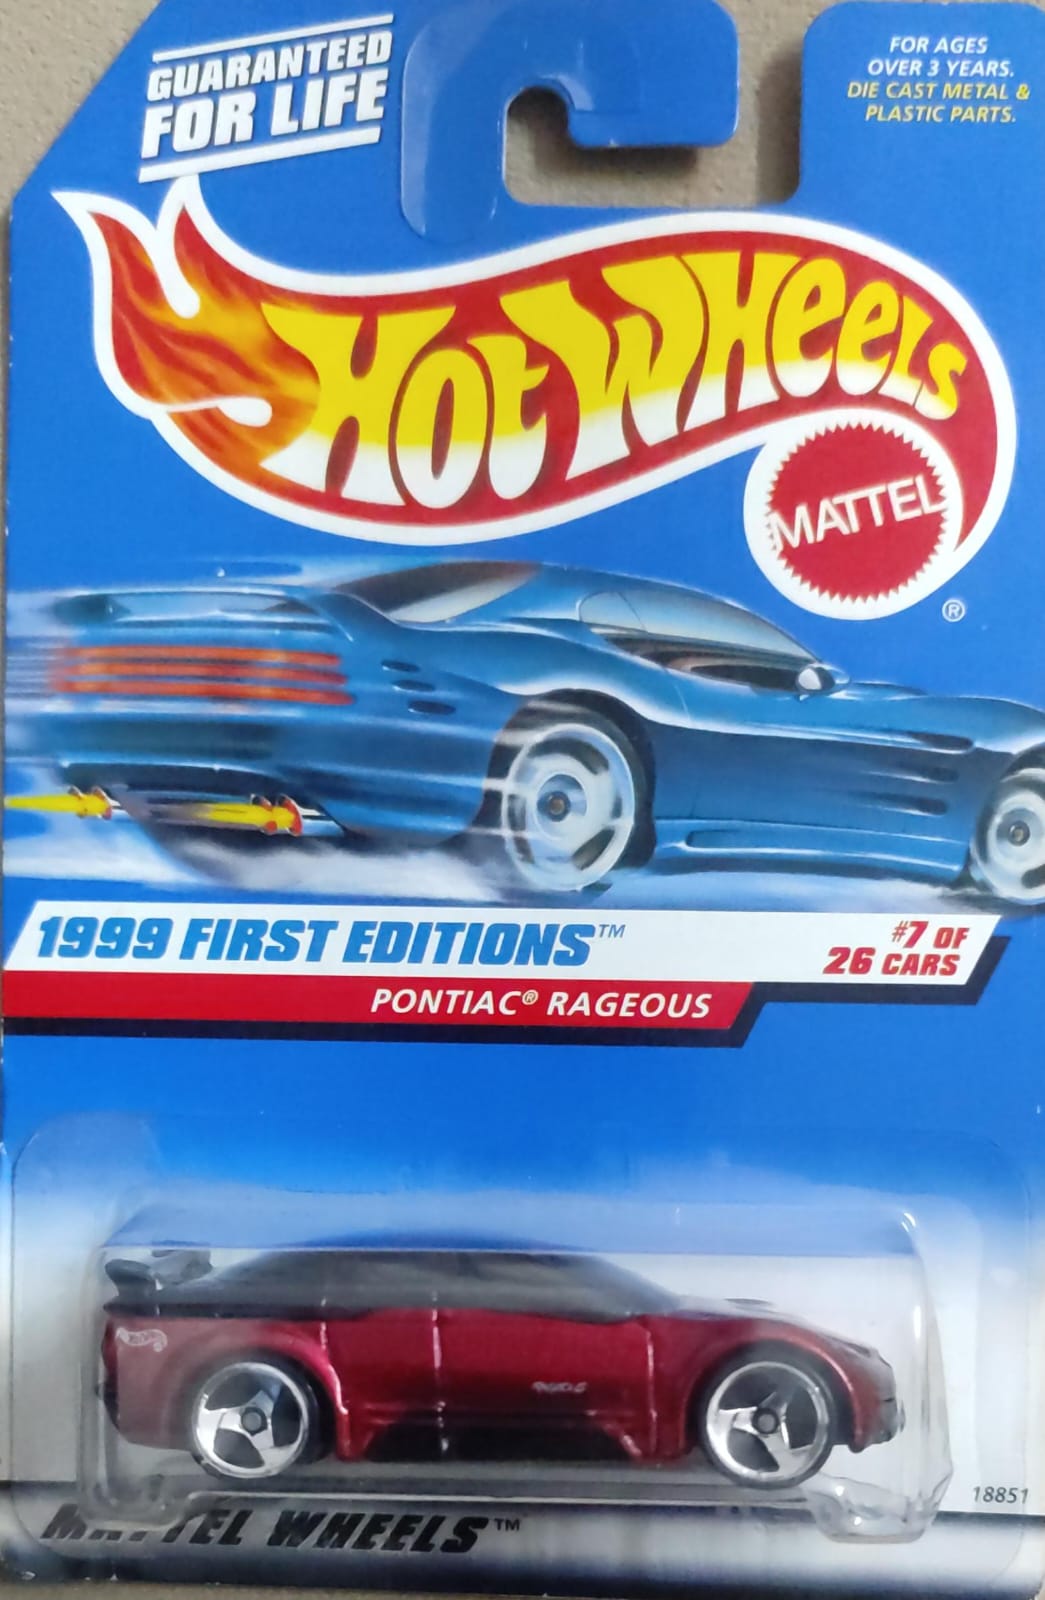 GUARANTEED
FOR LIFE
FOR AGES
OVER 3 YEARS.
DIE CAST METAL &
PLASTIC PARTS.
HOT WHEELS
MATTEL
®
1999 FIRST EDITIONS™
#7 OF
26 CARS
PONTIAC® RAGEOUS
18851
MATTEL WHEELS™